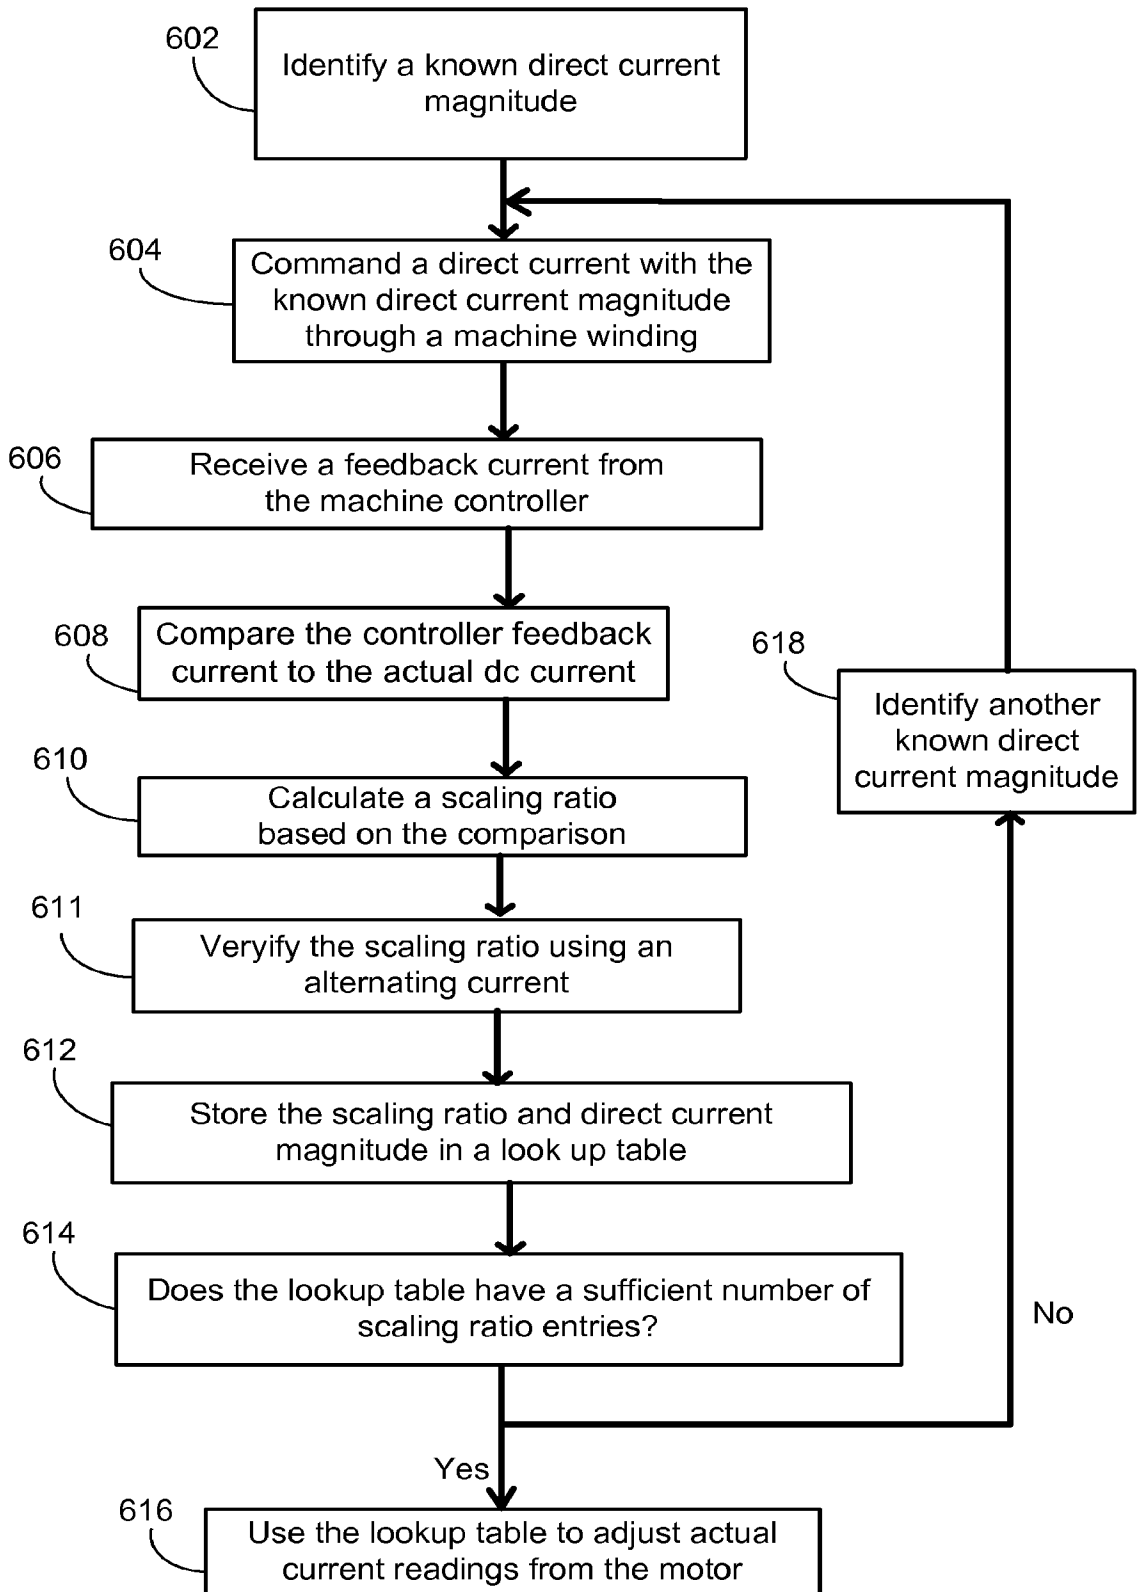 602
Identify a known direct current
magnitude
604
Command a direct current with the
known direct current magnitude
through a machine winding
606
Receive a feedback current from
the machine controller
608
Compare the controller feedback
current to the actual dc current
618
Identify another
known direct
current magnitude
610
Calculate a scaling ratio
based on the comparison
611
Veryify the scaling ratio using an
alternating current
612
Store the scaling ratio and direct current
magnitude in a look up table
614
Does the lookup table have a sufficient number of
scaling ratio entries?
No
Yes
616
Use the lookup table to adjust actual
current readings from the motor